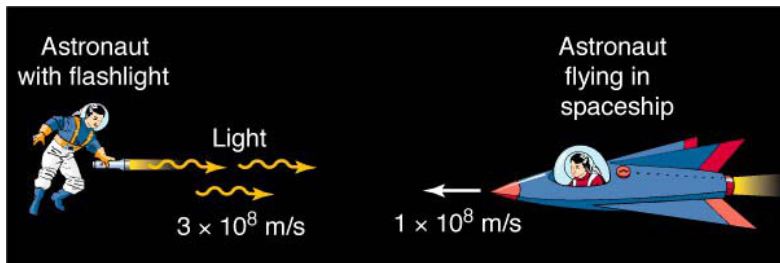 Astronaut
with flashlight
Astronaut
flying in
spaceship
Light
3 × 10⁸ m/s
1 × 10⁸ m/s